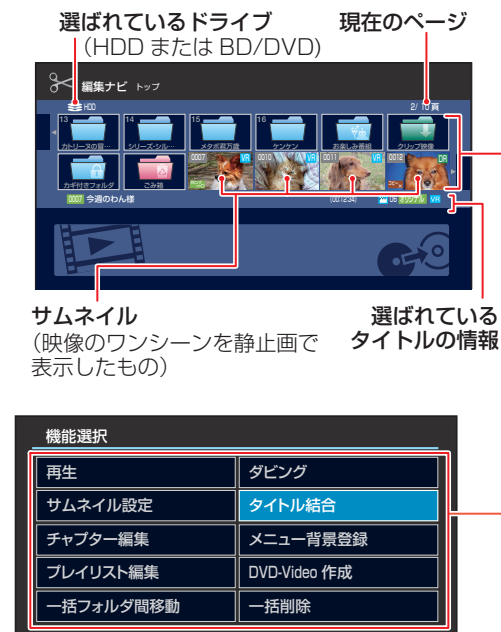 選ばれているドライブ
（HDD または BD/DVD)
現在のページ
編集ナビ トップ
HDD
2/ 10 頁
13
14
15
16
カトリーヌの冒…
シリーズ・シル…
メタボ君万歳
ケンケン
お楽しみ番組
クリップ映像
0007 VR
0010 VR
0011 VR
0012 DR
カギ付きフォルダ
ごみ箱
コピー
0007 今週のわん様
(00:12:34)
06 オリジナル VR
サムネイル
（映像のワンシーンを静止画で
表示したもの）
選ばれている
タイトルの情報
機能選択
再生
ダビング
サムネイル設定
タイトル結合
チャプター編集
メニュー背景登録
プレイリスト編集
DVD-Video 作成
一括フォルダ間移動
一括削除